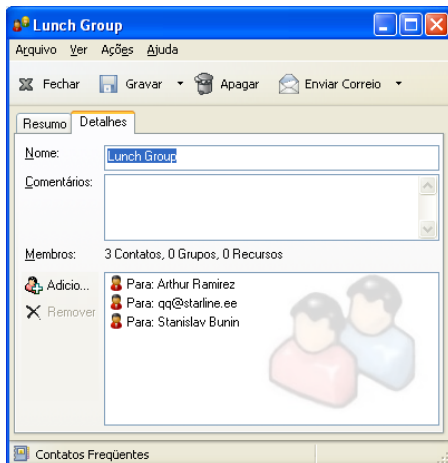 Lunch Group
Arquivo Ver Ações Ajuda
Fechar Gravar Apagar Enviar Correio
Resumo Detalhes
Nome: Lunch Group
Comentários:
Membros: 3 Contatos, 0 Grupos, 0 Recursos
Adicio... Para: Arthur Ramirez
Para: qq@starline.ee
Remover Para: Stanislav Bunin
Contatos Freqüentes